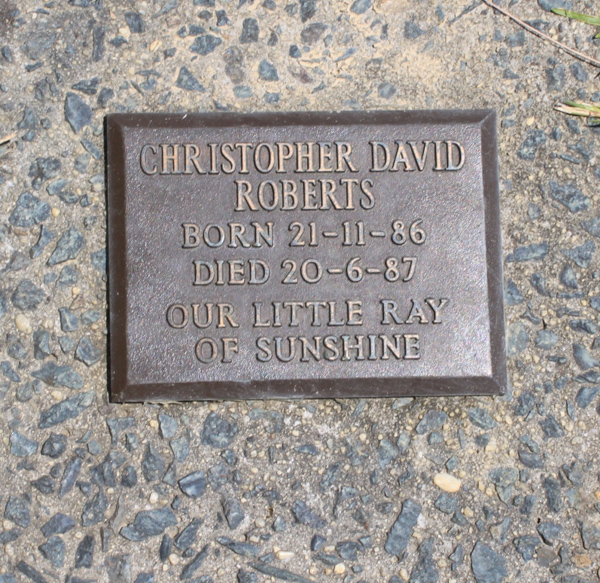 CHRISTOPHER DAVID
ROBERTS
BORN 21-11-86
DIED 20-6-87
OUR LITTLE RAY
OF SUNSHINE